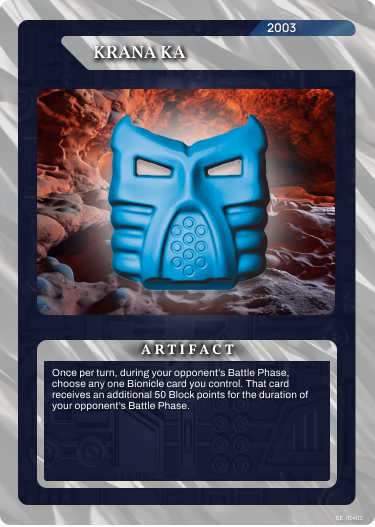 2003
KRANA KA
ARTIFACT
Once per turn, during your opponent's Battle Phase,
choose any one Bionicle card you control. That card
receives an additional 50 Block points for the duration of
your opponent's Battle Phase.
SE-00401